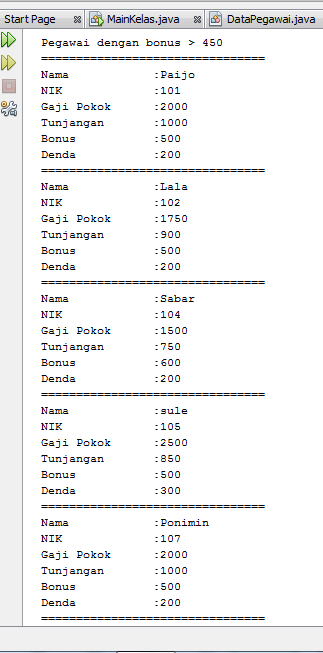 Start Page MainKelas.java DataPegawai.java
Pegawai dengan bonus > 450
==================================
Nama :Paijo
NIK :101
Gaji Pokok :2000
Tunjangan :1000
Bonus :500
Denda :200
==================================
Nama :Lala
NIK :102
Gaji Pokok :1750
Tunjangan :900
Bonus :500
Denda :200
==================================
Nama :Sabar
NIK :104
Gaji Pokok :1500
Tunjangan :750
Bonus :600
Denda :200
==================================
Nama :sule
NIK :105
Gaji Pokok :2500
Tunjangan :850
Bonus :500
Denda :300
==================================
Nama :Ponimin
NIK :107
Gaji Pokok :2000
Tunjangan :1000
Bonus :500
Denda :200
==================================